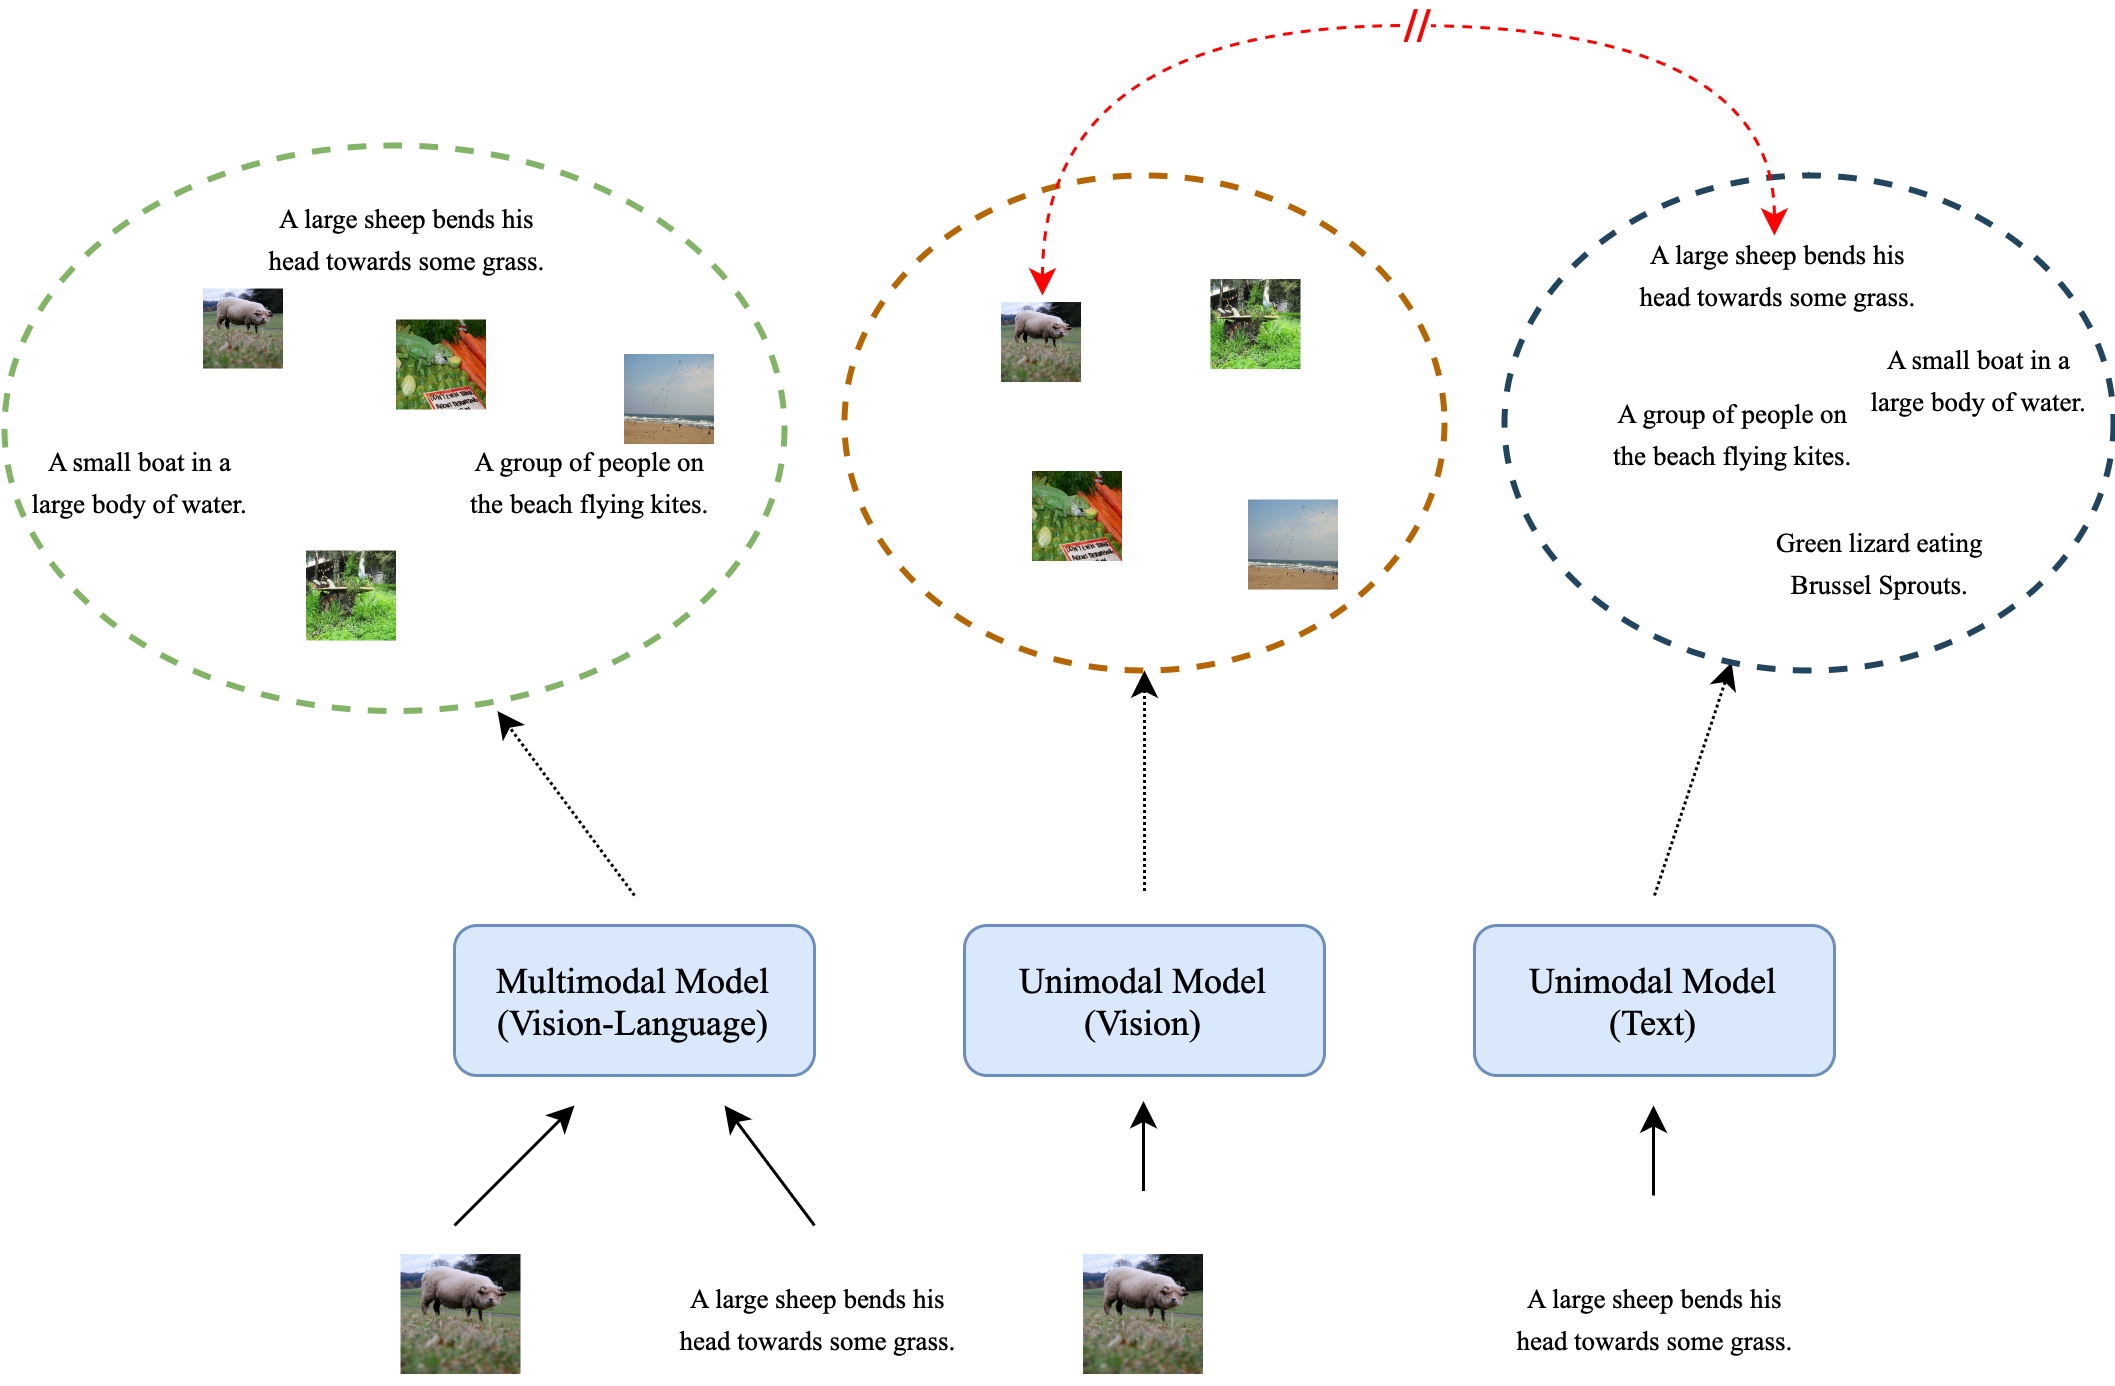 A large sheep bends his
head towards some grass.
A small boat in a
large body of water.
A group of people on
the beach flying kites.
A large sheep bends his
head towards some grass.
A small boat in a
large body of water.
A group of people on
the beach flying kites.
Green lizard eating
Brussel Sprouts.
Multimodal Model
(Vision-Language)
Unimodal Model
(Vision)
Unimodal Model
(Text)
A large sheep bends his
head towards some grass.
A large sheep bends his
head towards some grass.